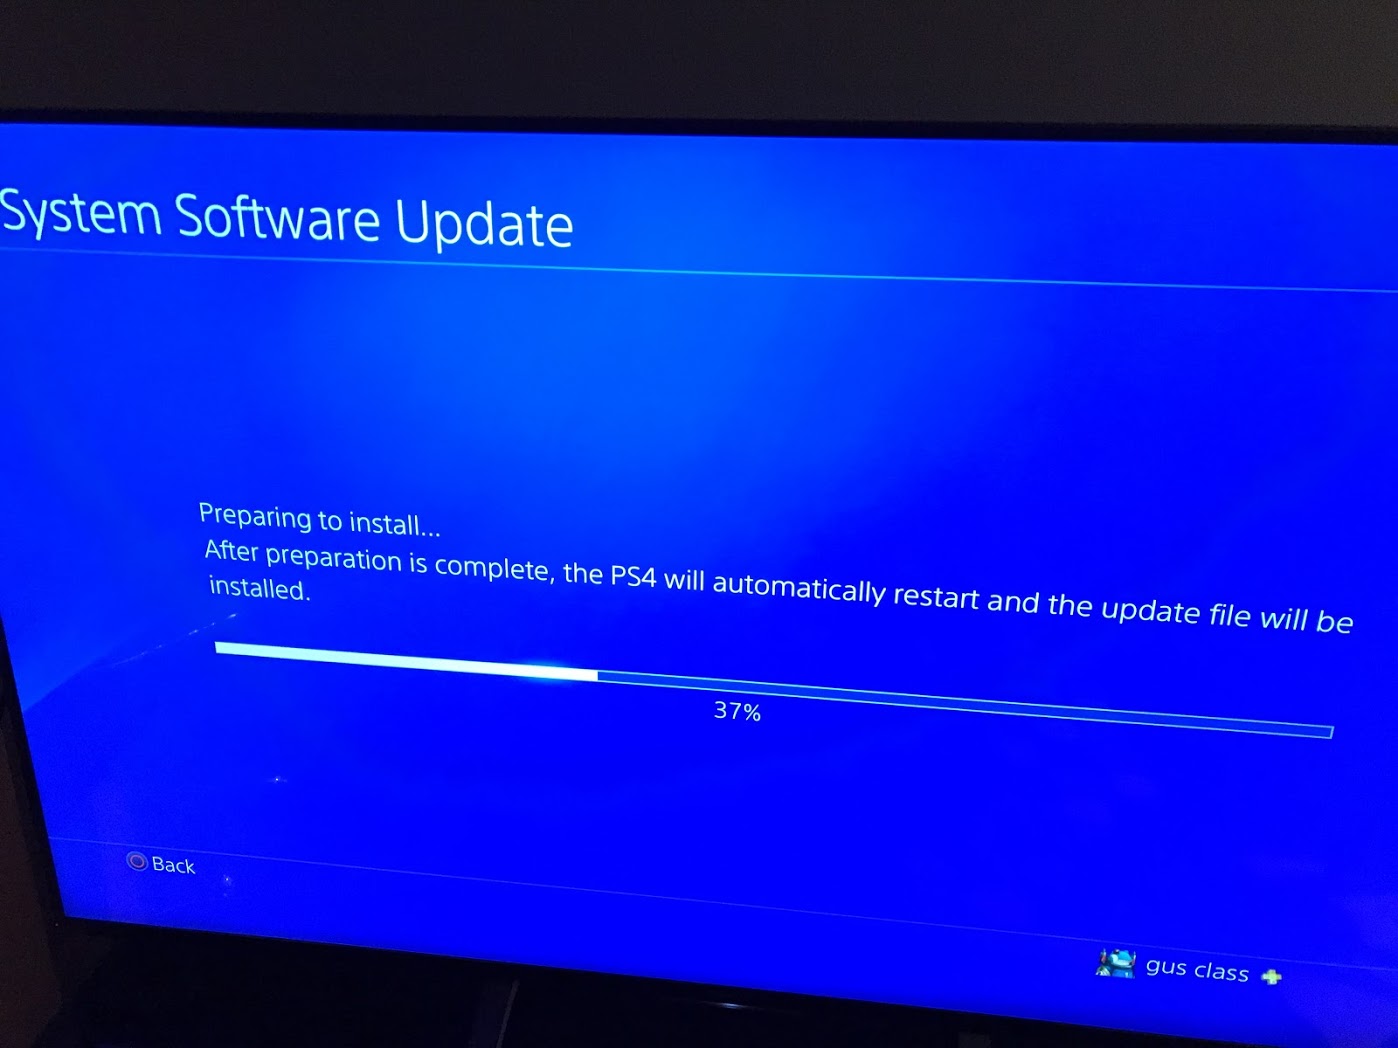 System Software Update
Preparing to install...
After preparation is complete, the PS4 will automatically restart and the update file will be
installed.
37%
Back
gus class